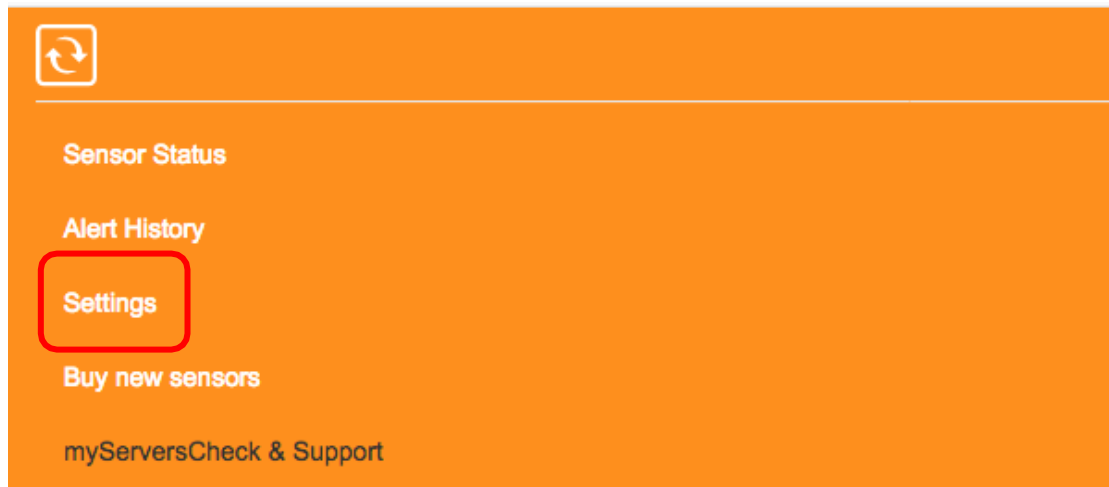 Sensor Status
Alert History
Settings
Buy new sensors
myServersCheck & Support